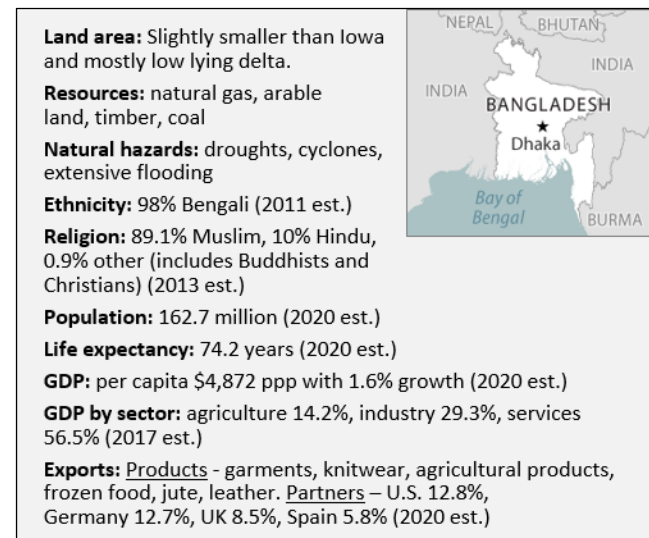 Land area: Slightly smaller than Iowa
and mostly low lying delta.
Resources: natural gas, arable
land, timber, coal
Natural hazards: droughts, cyclones,
extensive flooding
Ethnicity: 98% Bengali (2011 est.)
Religion: 89.1% Muslim, 10% Hindu,
0.9% other (includes Buddhists and
Christians) (2013 est.)
Population: 162.7 million (2020 est.)
Life expectancy: 74.2 years (2020 est.)
GDP: per capita $4,872 ppp with 1.6% growth (2020 est.)
GDP by sector: agriculture 14.2%, industry 29.3%, services
56.5% (2017 est.)
Exports: Products - garments, knitwear, agricultural products,
frozen food, jute, leather. Partners – U.S. 12.8%,
Germany 12.7%, UK 8.5%, Spain 5.8% (2020 est.)
NEPAL
BHUTAN
INDIA
INDIA
BANGLADESH
Dhaka
Bay of
Bengal
BURMA